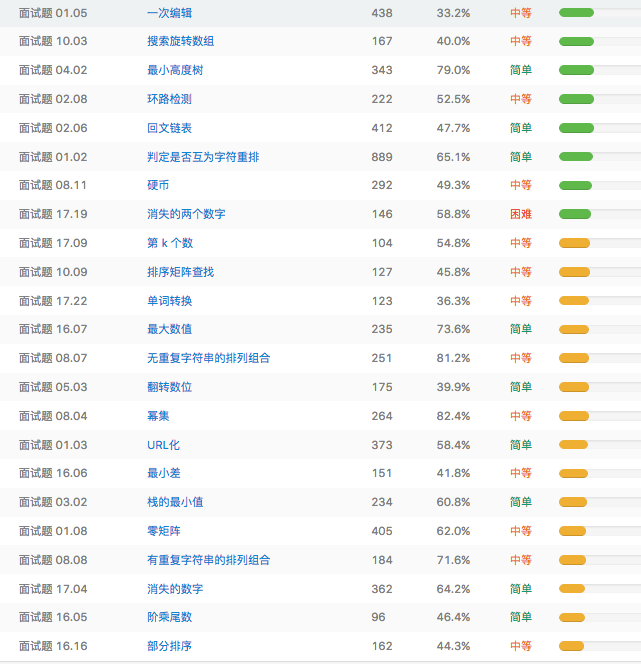 面试题 01.05 一次编辑 438 33.2% 中等
面试题 10.03 搜索旋转数组 167 40.0% 中等
面试题 04.02 最小高度树 343 79.0% 简单
面试题 02.08 环路检测 222 52.5% 中等
面试题 02.06 回文链表 412 47.7% 简单
面试题 01.02 判定是否互为字符重排 889 65.1% 简单
面试题 08.11 硬币 292 49.3% 中等
面试题 17.19 消失的两个数字 146 58.8% 困难
面试题 17.09 第 k 个数 104 54.8% 中等
面试题 10.09 排序矩阵查找 127 45.8% 中等
面试题 17.22 单词转换 123 36.3% 中等
面试题 16.07 最大数值 235 73.6% 简单
面试题 08.07 无重复字符串的排列组合 251 81.2% 中等
面试题 05.03 翻转数位 175 39.9% 简单
面试题 08.04 幂集 264 82.4% 中等
面试题 01.03 URL化 373 58.4% 简单
面试题 16.06 最小差 151 41.8% 中等
面试题 03.02 栈的最小值 234 60.8% 简单
面试题 01.08 零矩阵 405 62.0% 中等
面试题 08.08 有重复字符串的排列组合 184 71.6% 中等
面试题 17.04 消失的数字 362 64.2% 简单
面试题 16.05 阶乘尾数 96 46.4% 简单
面试题 16.16 部分排序 162 44.3% 中等